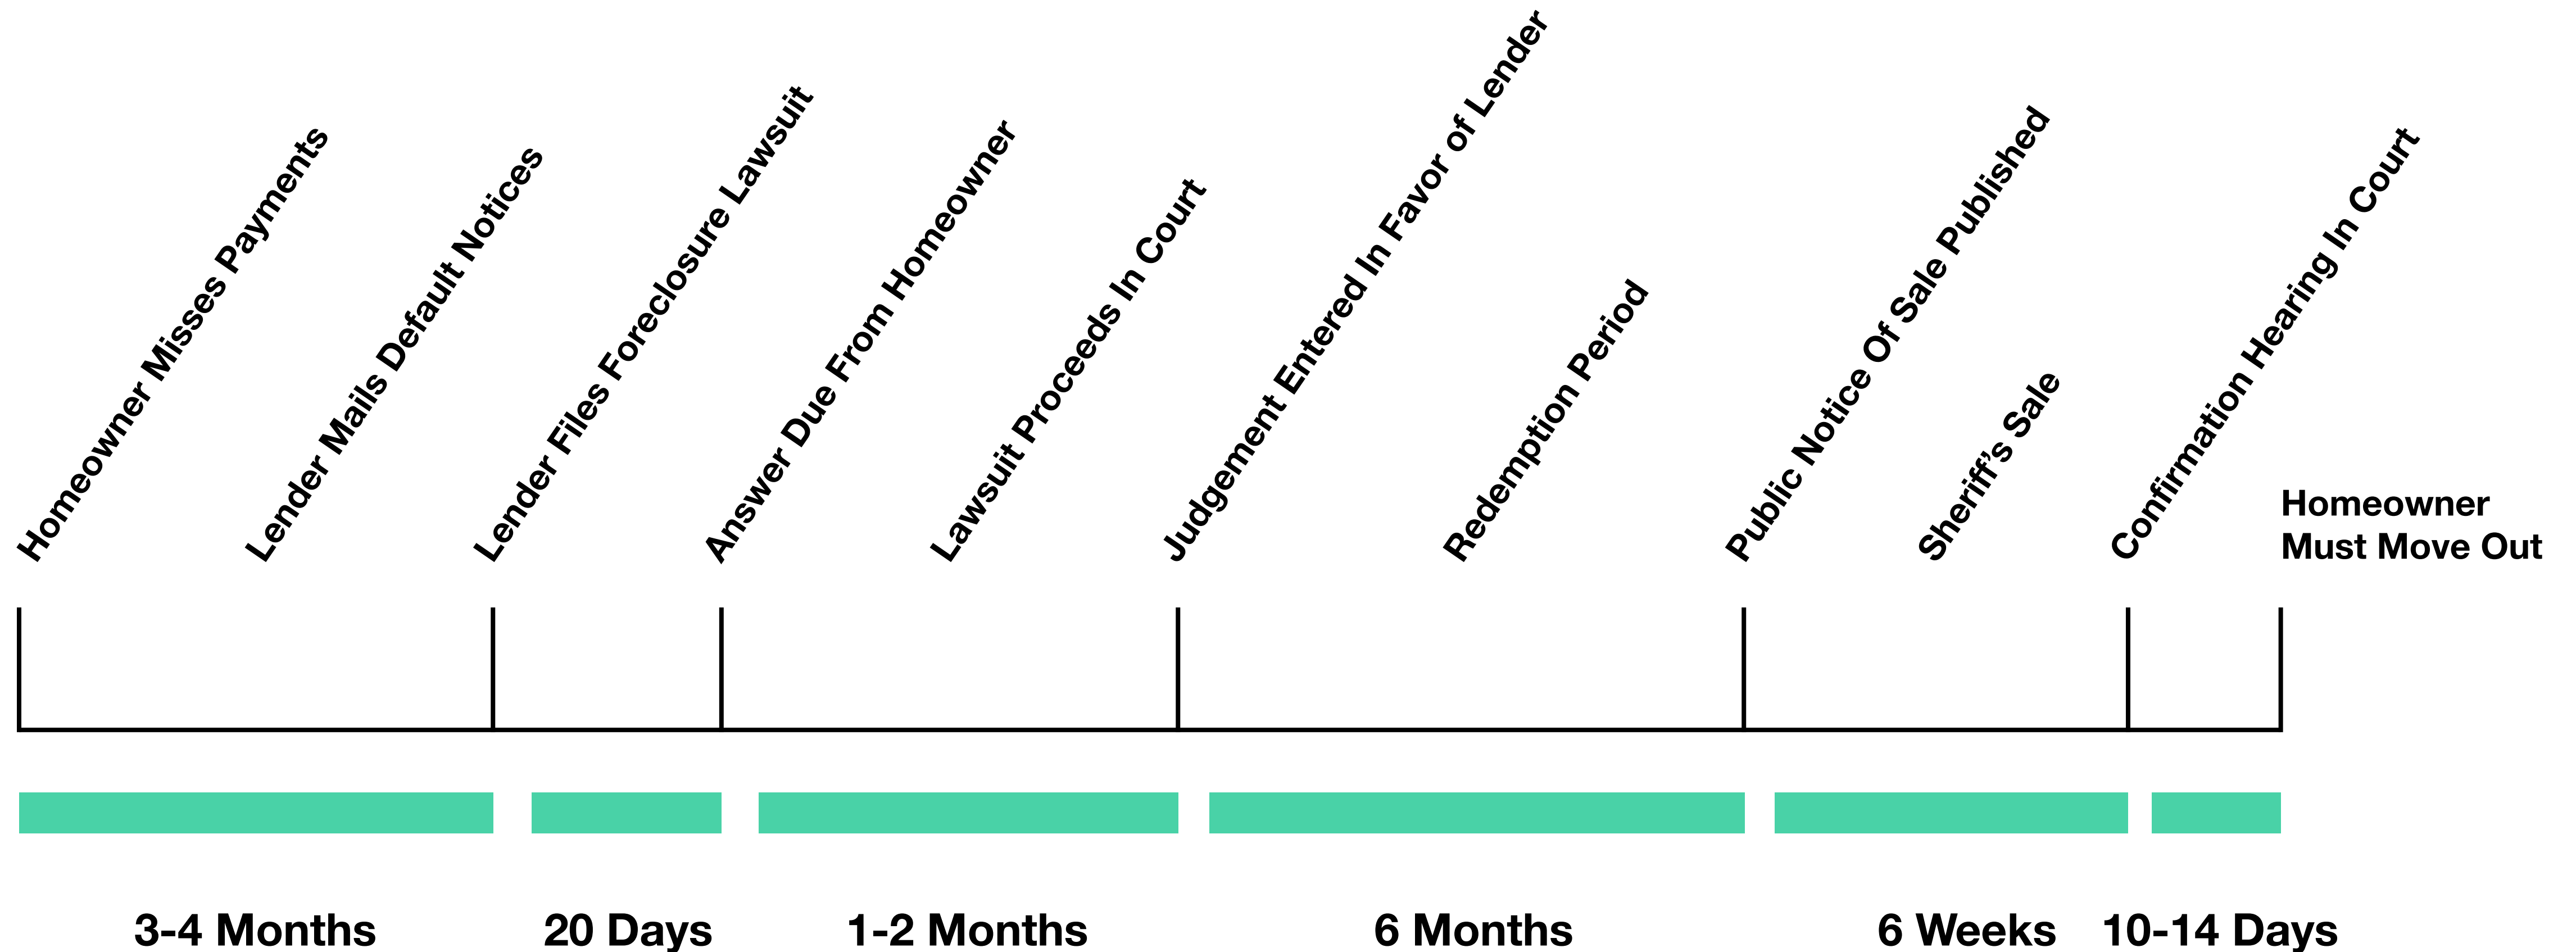 Homeowner Misses Payments
Lender Mails Default Notices
Lender Files Foreclosure Lawsuit
Answer Due From Homeowner
Lawsuit Proceeds In Court
Judgement Entered In Favor of Lender
Redemption Period
Public Notice Of Sale Published
Sheriff’s Sale
Confirmation Hearing In Court
Homeowner
Must Move Out
3-4 Months
20 Days
1-2 Months
6 Months
6 Weeks
10-14 Days